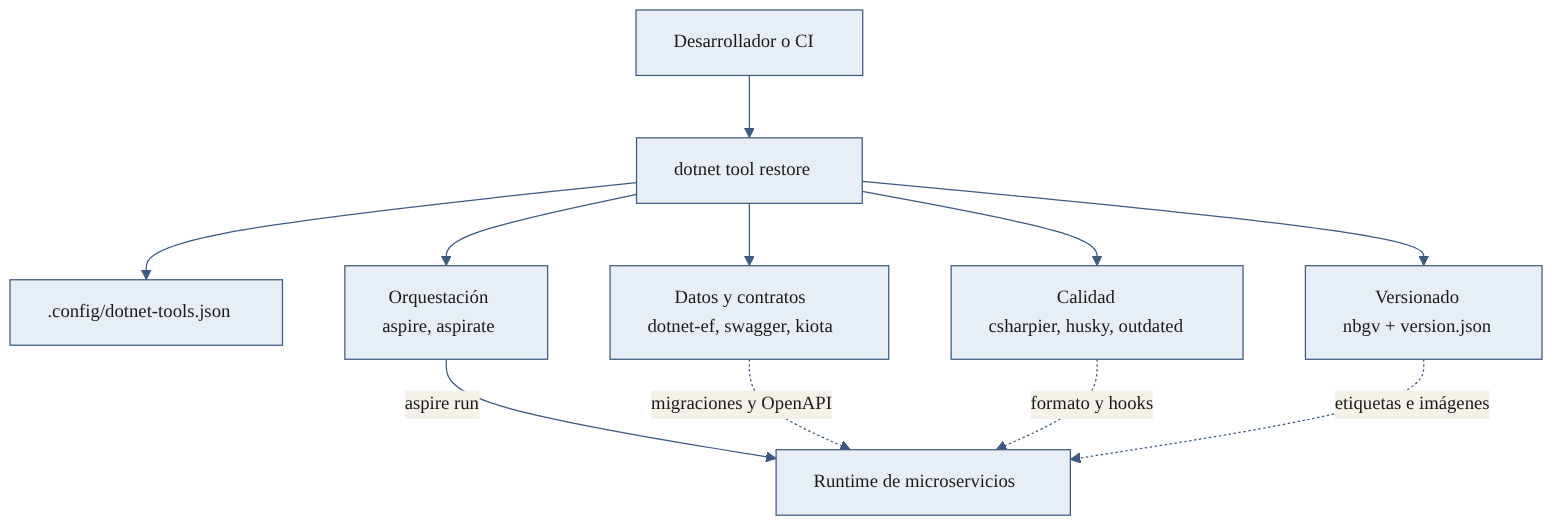 Desarrollador o CI
dotnet tool restore
.config/dotnet-tools.json
Orquestación
aspire, aspirate
Datos y contratos
dotnet-ef, swagger, kiota
Calidad
csharpier, husky, outdated
Versionado
nbgv + version.json
aspire run
migraciones y OpenAPI
formato y hooks
etiquetas e imágenes
Runtime de microservicios